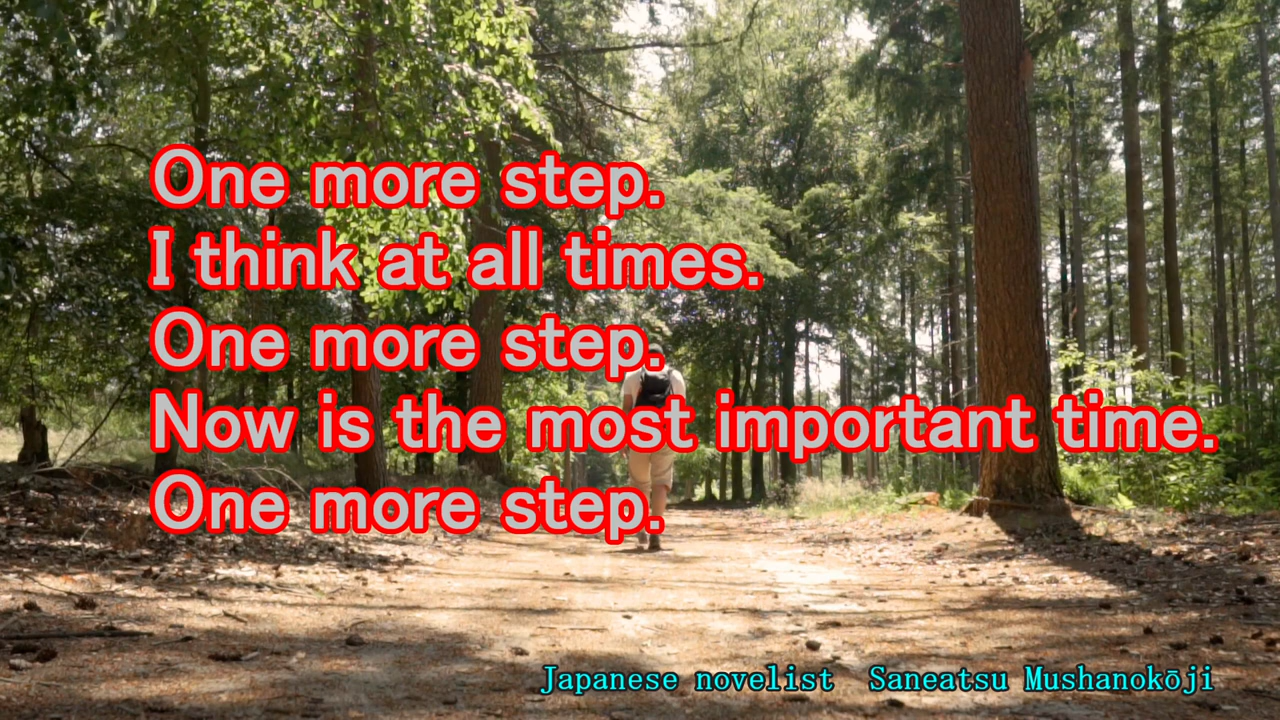 One more step.
I think at all times.
One more step.
Now is the most important time.
One more step.
Japanese novelist Saneatsu Mushanokōji